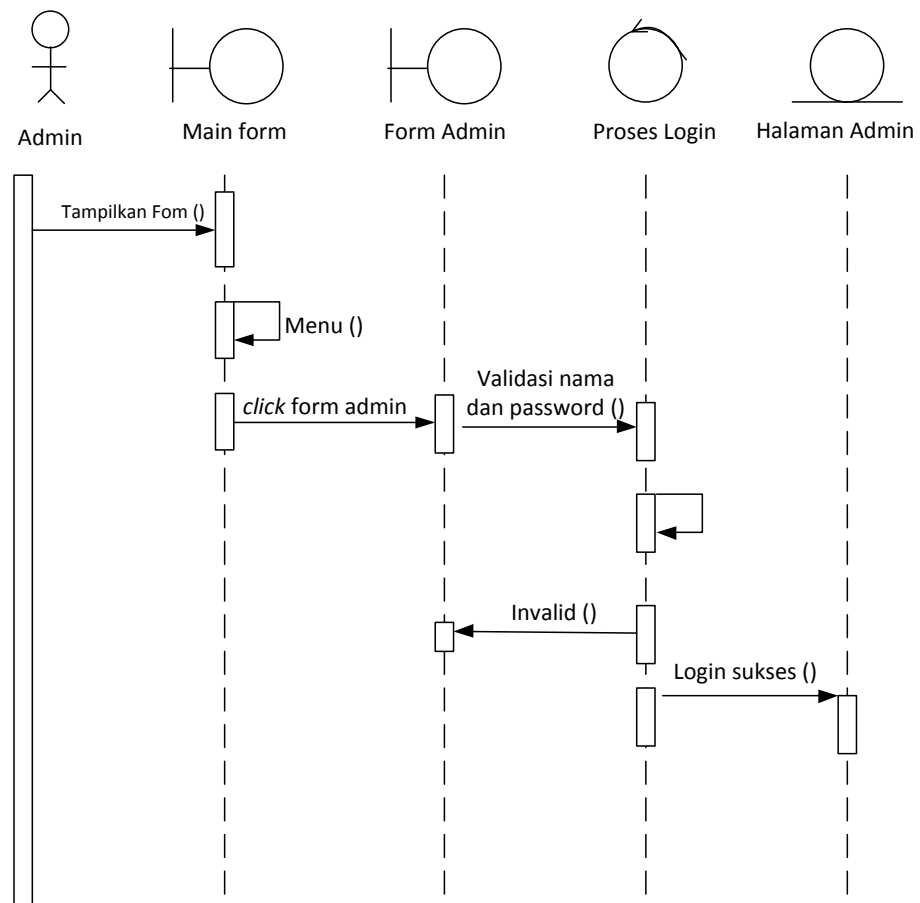 Admin
Main form
Form Admin
Proses Login
Halaman Admin
Tampilkan Fom ()
Menu ()
click form admin
Validasi nama
dan password ()
Invalid ()
Login sukses ()